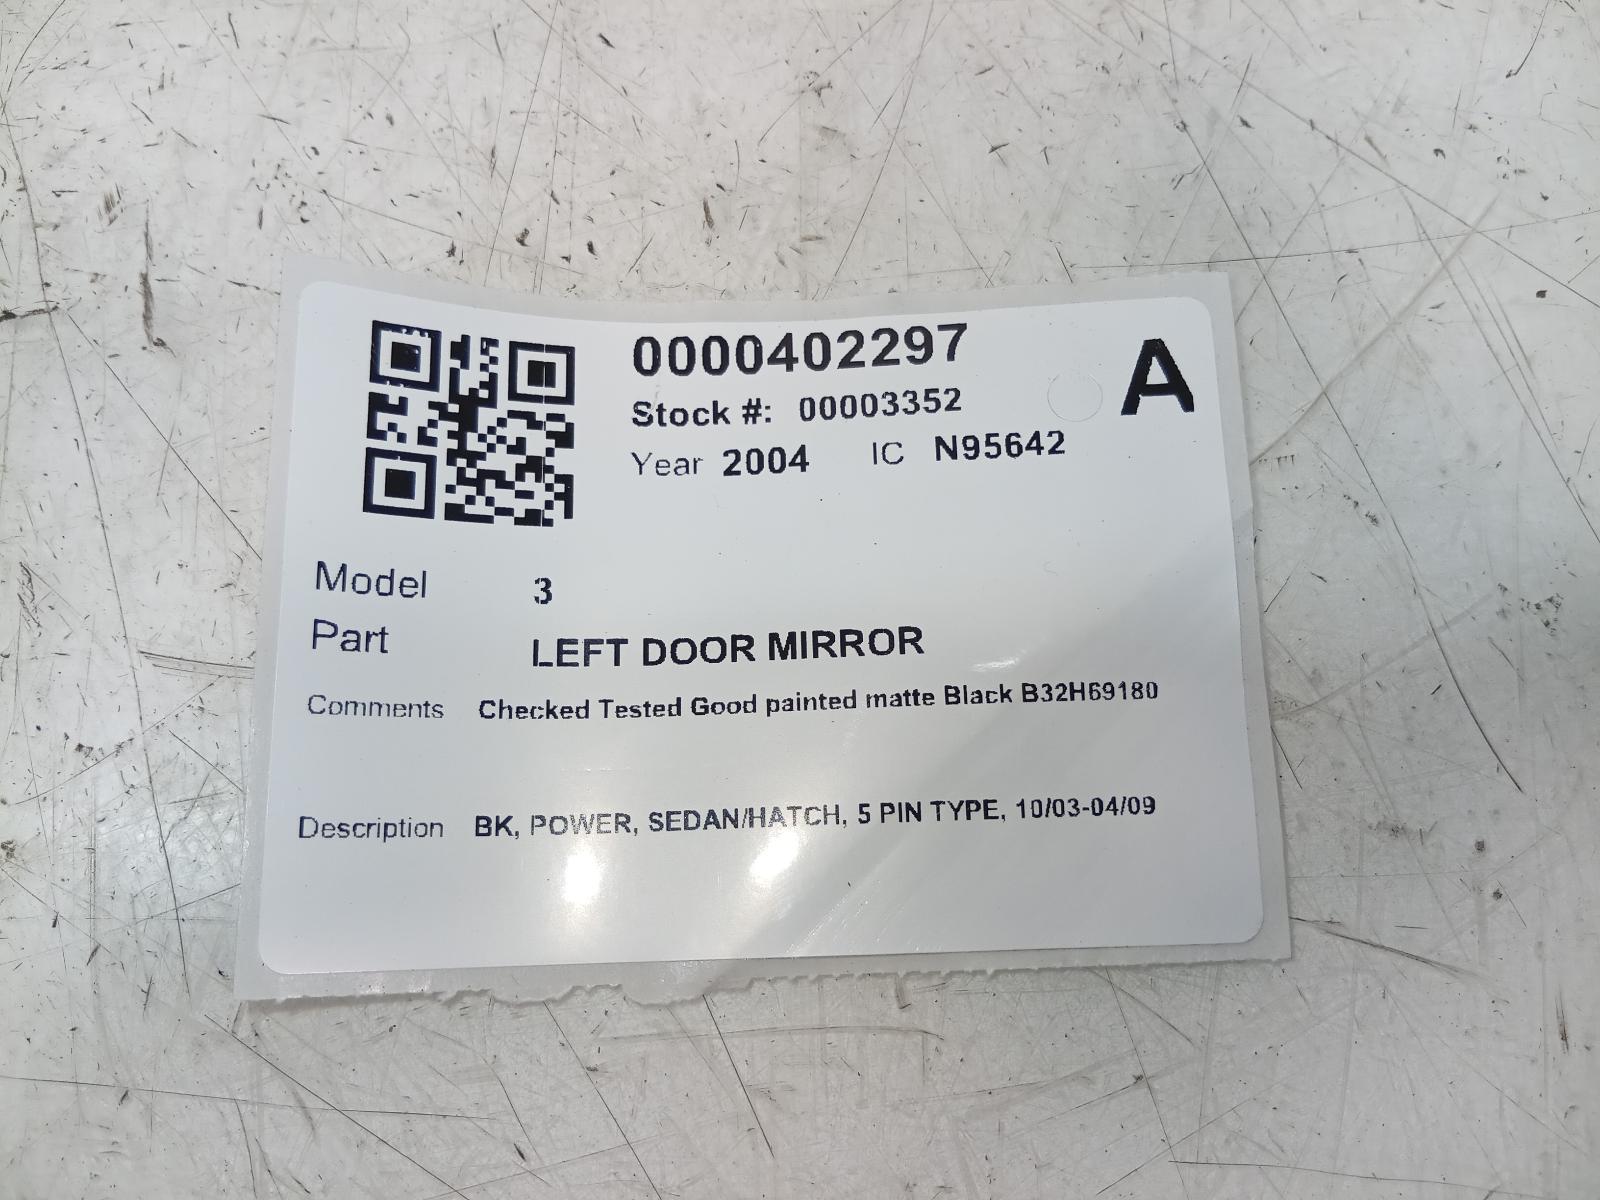 0000402297
A
Stock #: 00003352
Year 2004 IC N95642
Model 3
Part LEFT DOOR MIRROR
Comments Checked Tested Good painted matte Black B32H69180
Description BK, POWER, SEDAN/HATCH, 5 PIN TYPE, 10/03-04/09